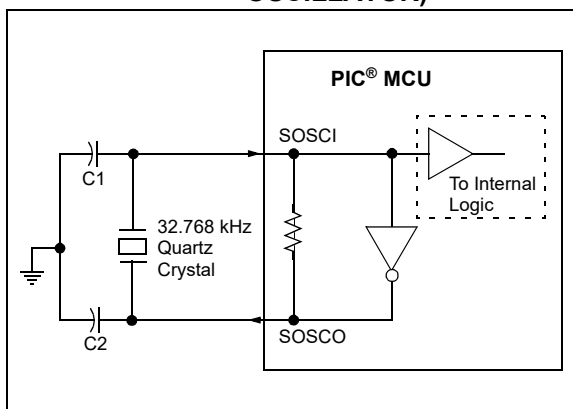 OSCILLATOR)
PIC® MCU
SOSCI
C1
To Internal
Logic
32.768 kHz
Quartz
Crystal
C2
SOSCO